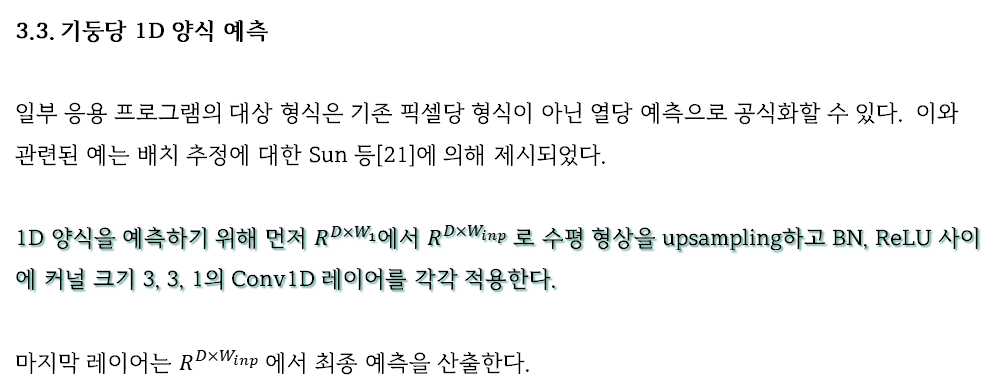 3.3. 기둥당 1D 양식 예측
일부 응용 프로그램의 대상 형식은 기존 픽셀당 형식이 아닌 열당 예측으로 공식화할 수 있다. 이와
관련된 예는 배치 추정에 대한 Sun 등[21]에 의해 제시되었다.
1D 양식을 예측하기 위해 먼저 R^{D×W_1}에서 R^{D×W_{inp}} 로 수평 형상을 upsampling하고 BN, ReLU 사이
에 커널 크기 3, 3, 1의 Conv1D 레이어를 각각 적용한다.
마지막 레이어는 R^{D×W_{inp}} 에서 최종 예측을 산출한다.